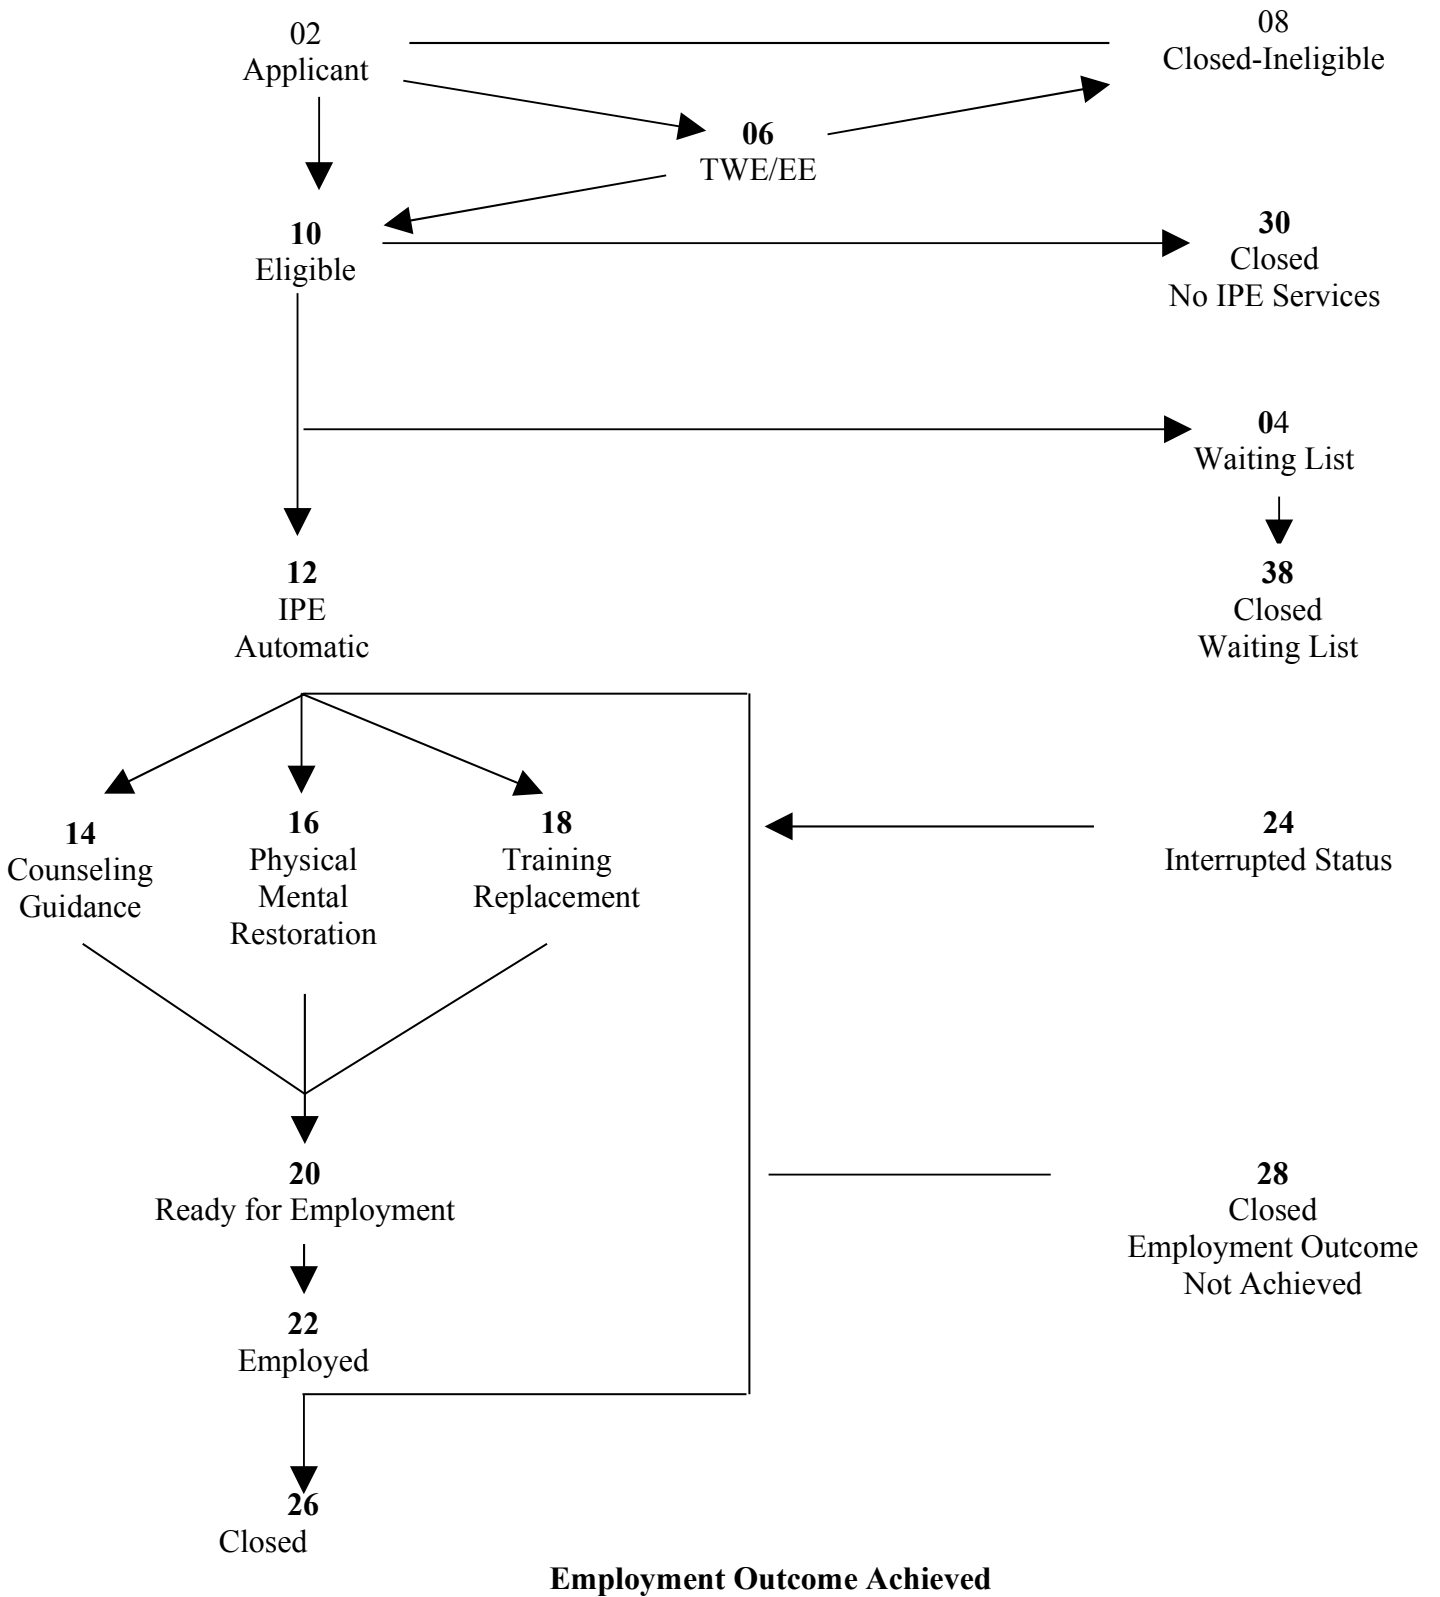 02
Applicant
08
Closed-Ineligible
06
TWE/EE
10
Eligible
30
Closed
No IPE Services
04
Waiting List
12
IPE
Automatic
38
Closed
Waiting List
14
Counseling
Guidance
16
Physical
Mental
Restoration
18
Training
Replacement
24
Interrupted Status
20
Ready for Employment
28
Closed
Employment Outcome
Not Achieved
22
Employed
26
Closed
Employment Outcome Achieved